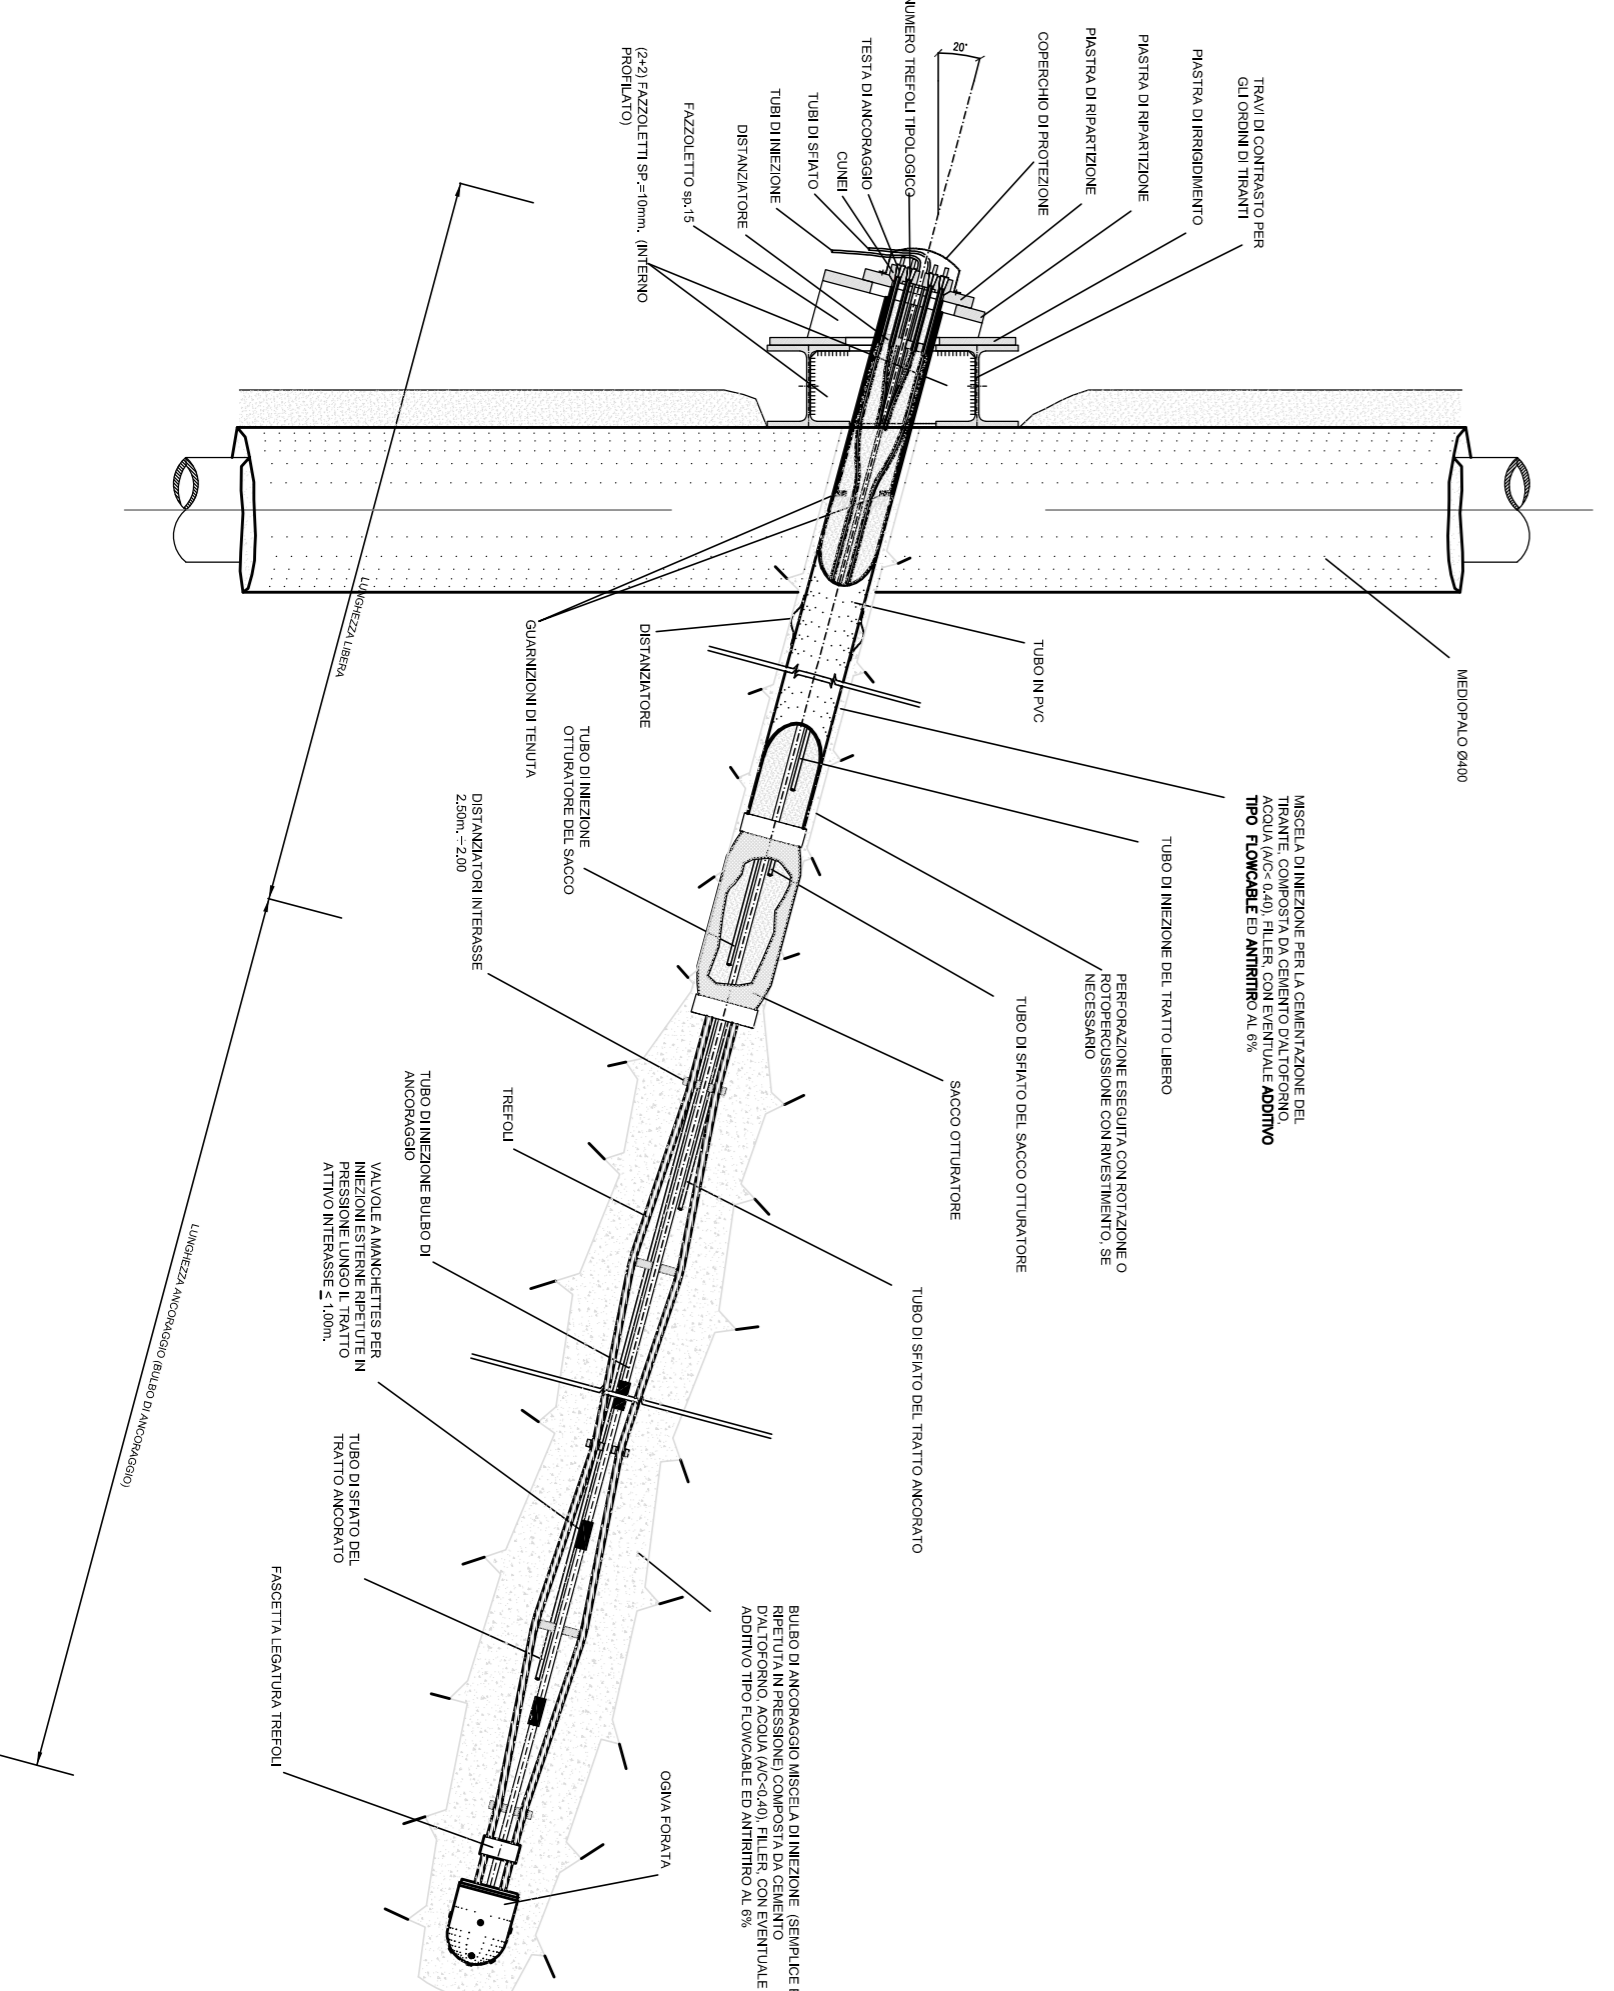 TRAVI DI CONTRASTO PER
GLI ORDINI DI TIRANTI
PIASTRA DI IRRIGIDIMENTO
PIASTRA DI RIPARTIZIONE
PIASTRA DI RIPARTIZIONE
COPERCHIO DI PROTEZIONE
20°
NUMERO TREFOLI TIPOLOGICO
TESTA DI ANCORAGGIO
CUNEI
TUBI DI SFIATO
TUBI DI INIEZIONE
DISTANZIATORE
FAZZOLETTO sp.15
(2+2) FAZZOLETTI SP.=10mm. (INTERNO
PROFILATO)
MEDIOPALO Ø400
TUBO IN PVC
DISTANZIATORE
GUARNIZIONI DI TENUTA
LUNGHEZZA LIBERA
MISCELA DI INIEZIONE PER LA CEMENTAZIONE DEL
TIRANTE, COMPOSTA DA CEMENTO D'ALTOFORNO,
ACQUA (A/C< 0.40), FILLER, CON EVENTUALE ADDITIVO
TIPO FLOWCABLE ED ANTIRITIRO AL 6%
TUBO DI INIEZIONE DEL TRATTO LIBERO
PERFORAZIONE ESEGUITA CON ROTAZIONE O
ROTOPERCUSSIONE CON RIVESTIMENTO, SE
NECESSARIO
TUBO DI SFIATO DEL SACCO OTTURATORE
SACCO OTTURATORE
TUBO DI INIEZIONE
OTTURATORE DEL SACCO
DISTANZIATORI INTERASSE
2.50m.÷2.00
TUBO DI SFIATO DEL TRATTO ANCORATO
TREFOLI
TUBO DI INIEZIONE BULBO DI
ANCORAGGIO
VALVOLE A MANCHETTES PER
INIEZIONI ESTERNE RIPETUTE IN
PRESSIONE LUNGO IL TRATTO
ATTIVO INTERASSE ≤ 1.00m.
LUNGHEZZA ANCORAGGIO (BULBO DI ANCORAGGIO)
TUBO DI SFIATO DEL
TRATTO ANCORATO
FASCETTA LEGATURA TREFOLI
BULBO DI ANCORAGGIO MISCELA DI INIEZIONE (SEMPLICE
RIPETUTA IN PRESSIONE) COMPOSTA DA CEMENTO
D'ALTOFORNO, ACQUA (A/C<0,40), FILLER, CON EVENTUALE
ADDITIVO TIPO FLOWCABLE ED ANTIRITIRO AL 6%
OGIVA FORATA